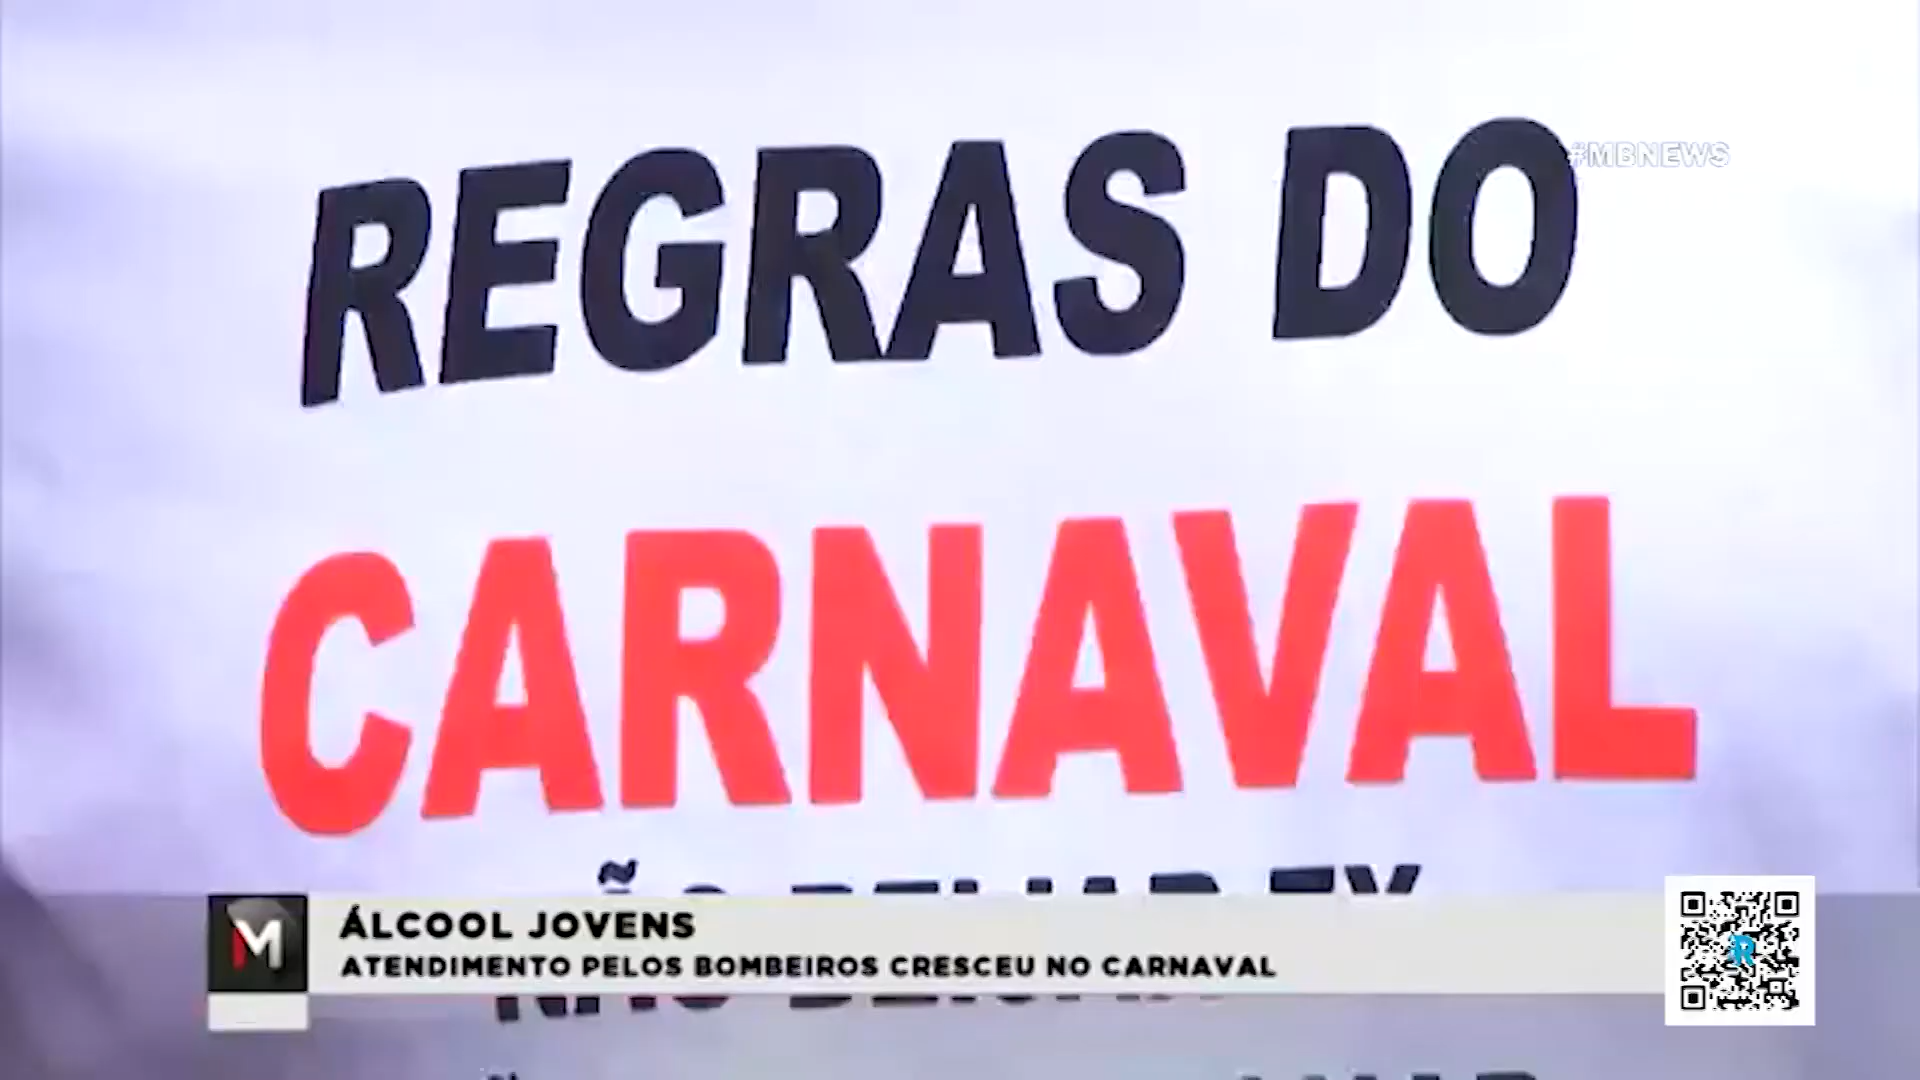 REGRAS DO
#MBNEWS
CARNAVAL
M
ÁLCOOL JOVENS
ATENDIMENTO PELOS BOMBEIROS CRESCEU NO CARNAVAL